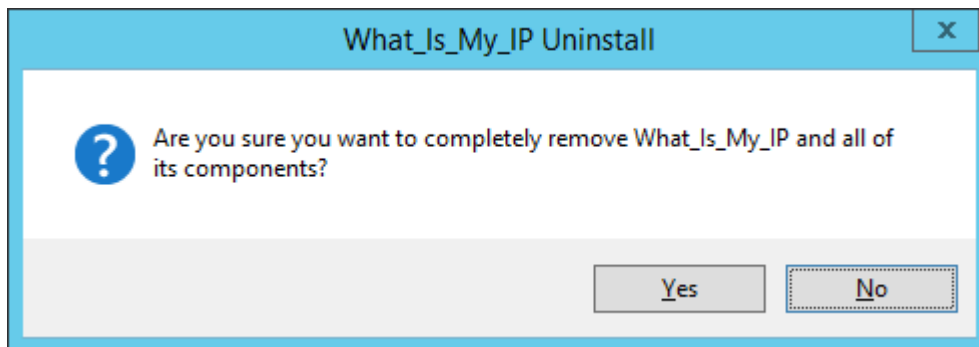 What_Is_My_IP Uninstall
x
?
Are you sure you want to completely remove What_Is_My_IP and all of
its components?
Yes
No